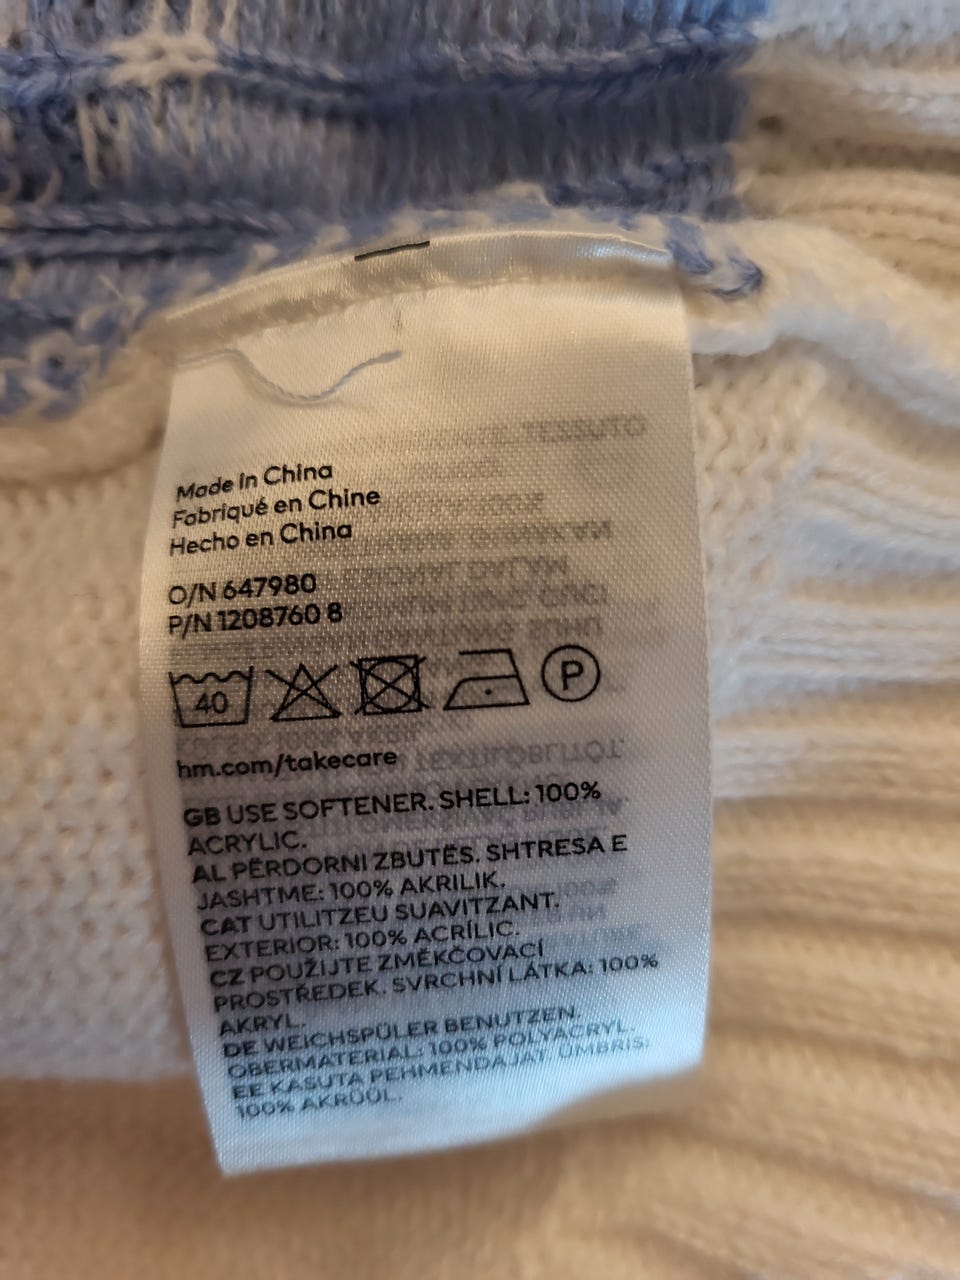 Made in China
Fabriqué en Chine
Hecho en China
O/N 647980
P/N 1208760 8
40
P
hm.com/takecare
GB USE SOFTENER. SHELL: 100%
ACRYLIC.
AL PËRDORNI ZBUTËS. SHTRESA E
JASHTME: 100% AKRILIK.
CAT UTILITZEU SUAVITZANT.
EXTERIOR: 100% ACRÍLIC.
CZ POUŽIJTE ZMĚKČOVACÍ
PROSTŘEDEK. SVRCHNÍ LÁTKA: 100%
AKRYL.
DE WEICHSPÜLER BENUTZEN.
OBERMATERIAL: 100% POLYACRYL.
EE KASUTA PEHMENDAJAT. ÜMBRIS:
100% AKRÜÜL.